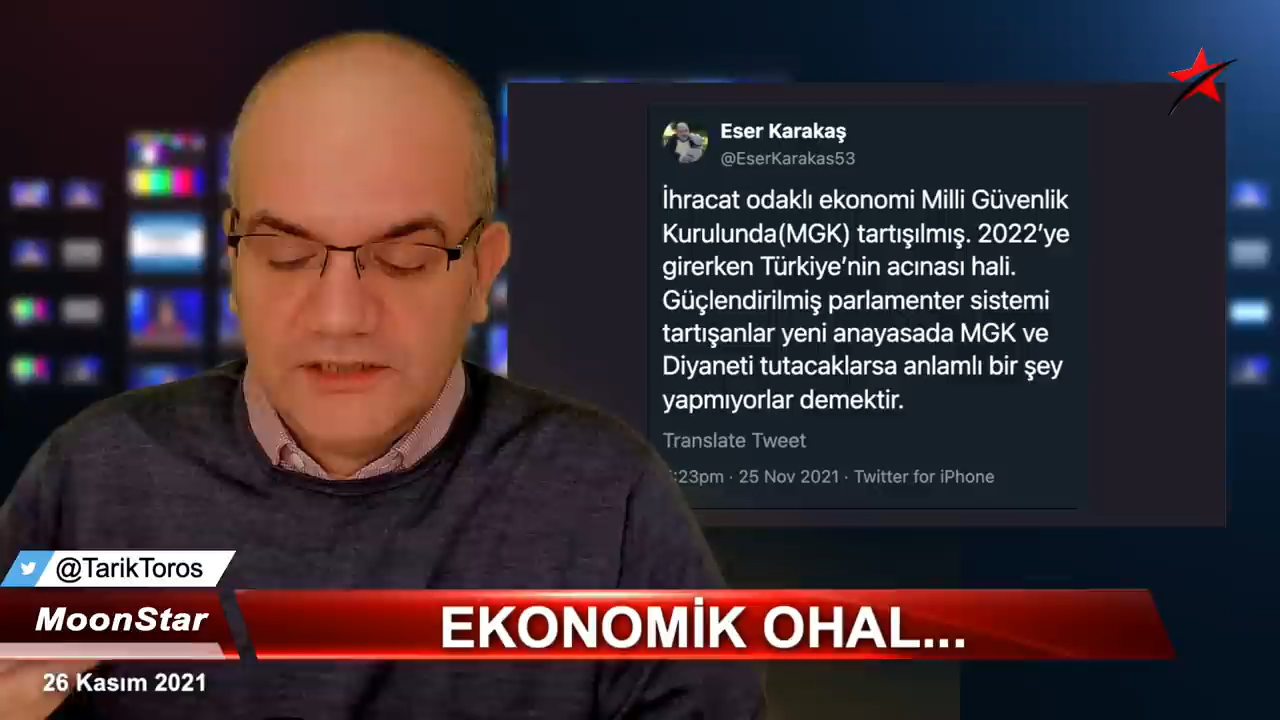 Eser Karakaş
@EserKarakas53
İhracat odaklı ekonomi Milli Güvenlik
Kurulunda(MGK) tartışılmış. 2022’ye
girerken Türkiye’nin acınası hali.
Güçlendirilmiş parlamenter sistemi
tartışanlar yeni anayasada MGK ve
Diyaneti tutacaklarsa anlamlı bir şey
yapmıyorlar demektir.
Translate Tweet
:23pm · 25 Nov 2021 · Twitter for iPhone
@TarikToros
MoonStar
EKONOMİK OHAL...
26 Kasım 2021